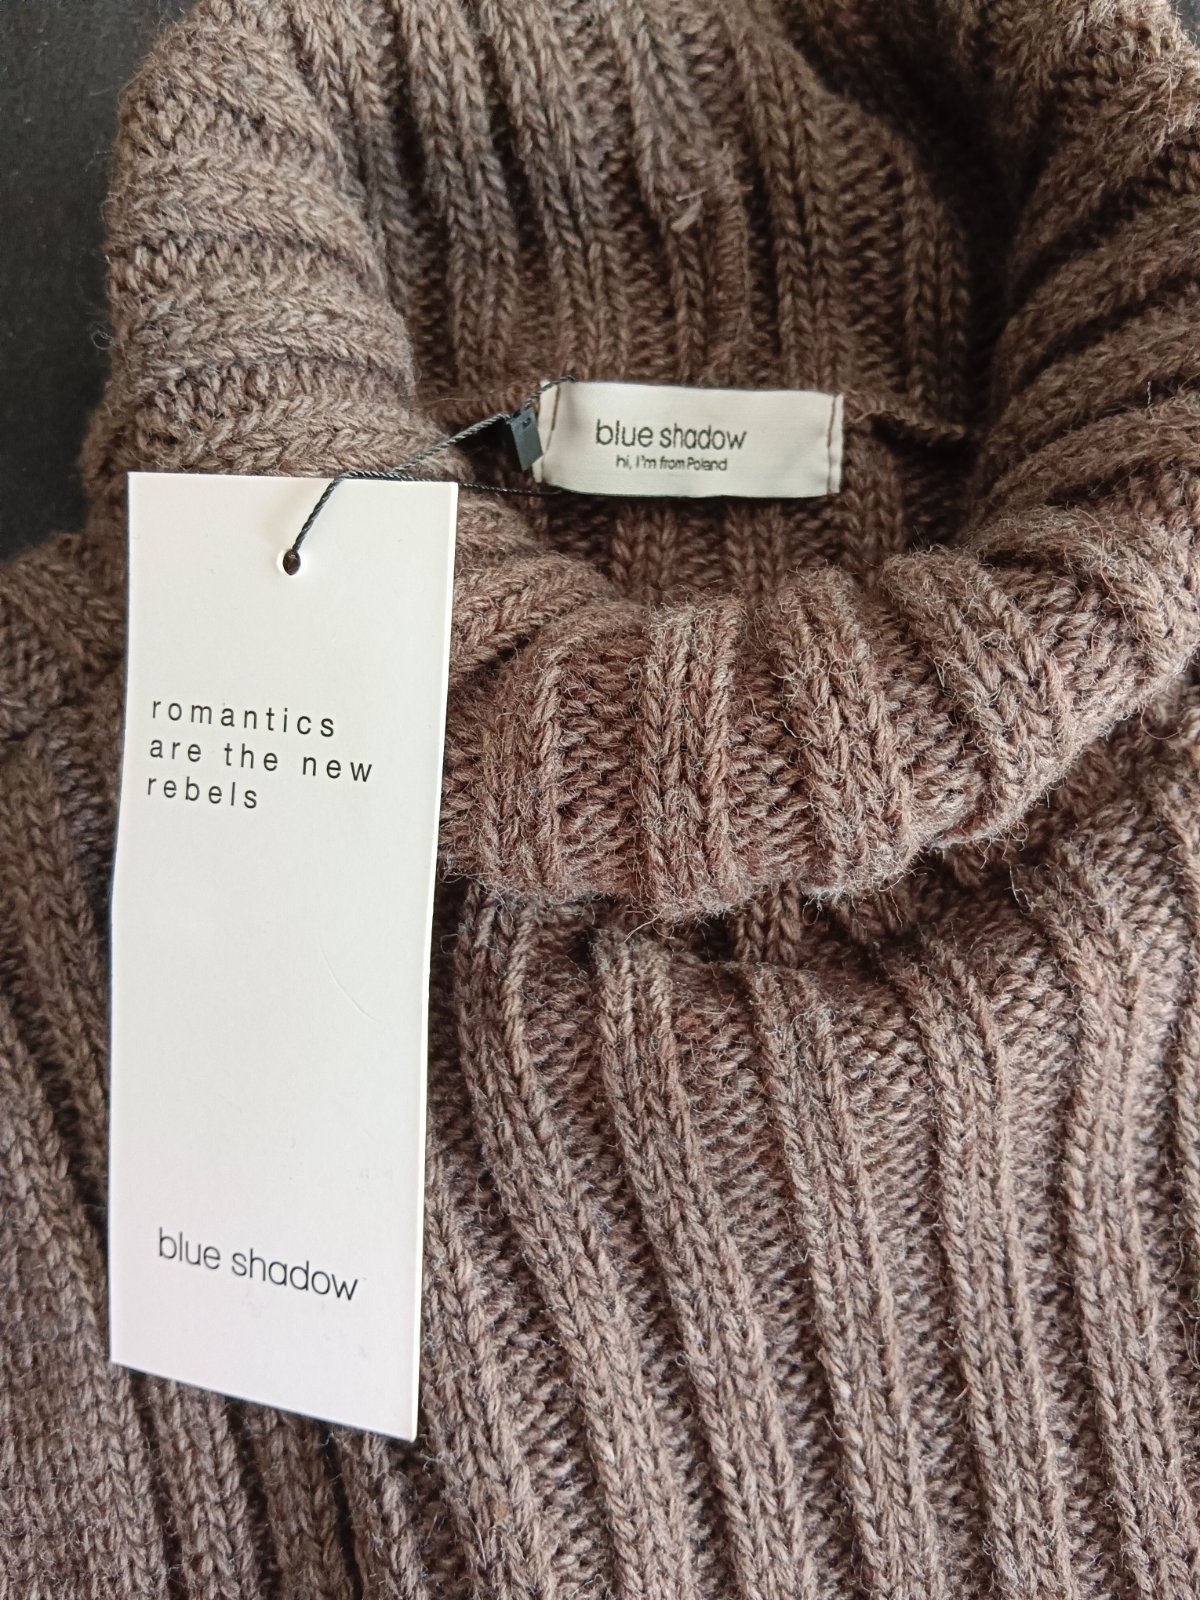 blue shadow
hi, I'm from Poland
romantics
are the new
rebels
blue shadow